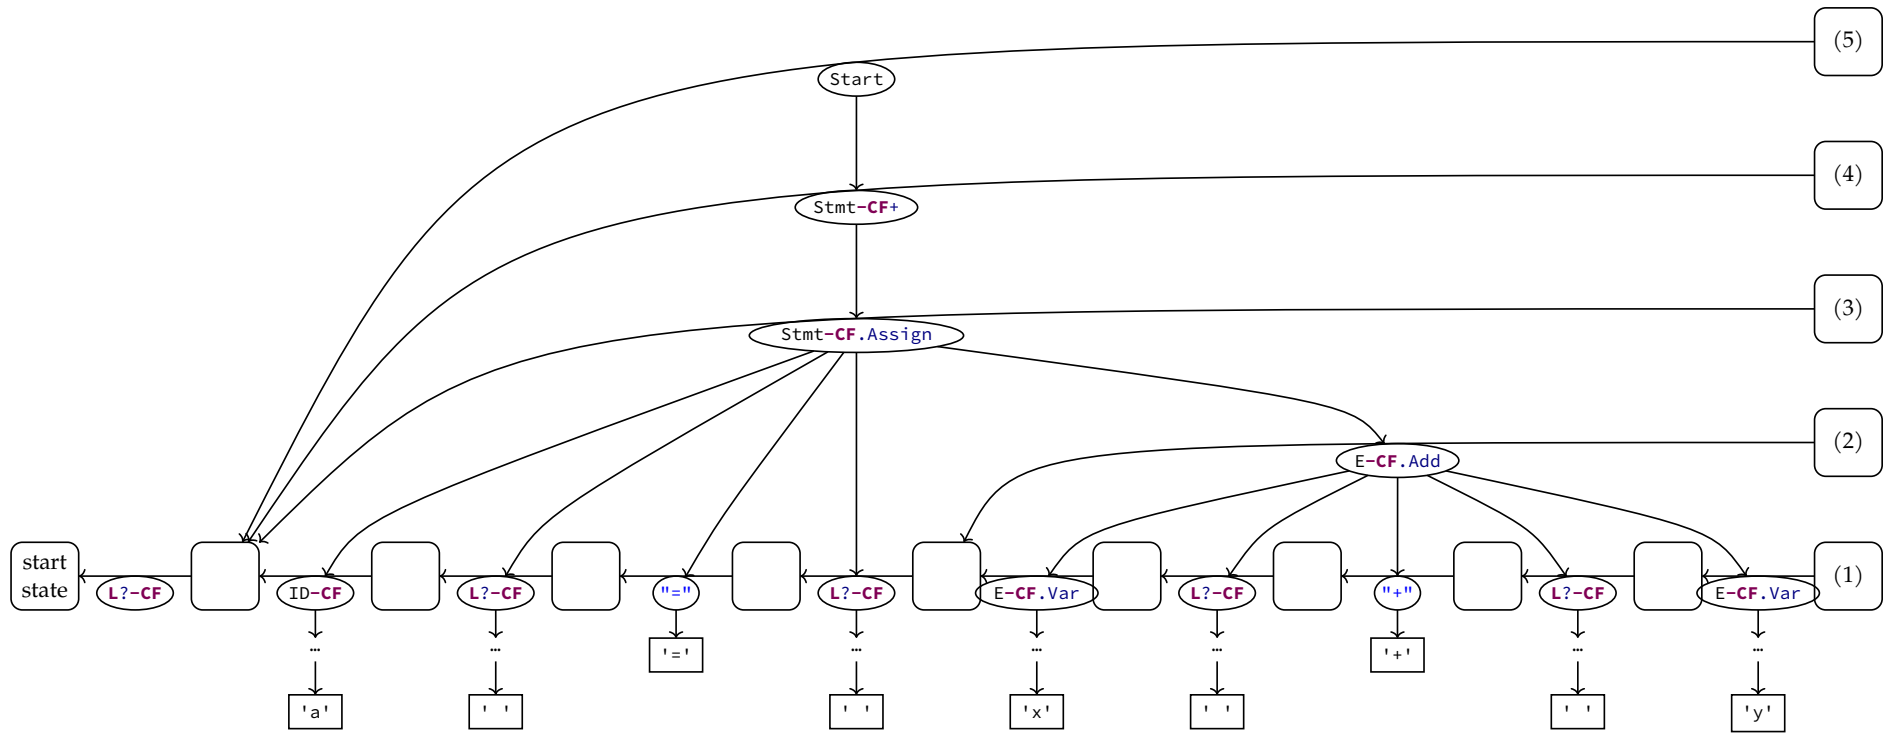 (5)
Start
(4)
Stmt-CF+
(3)
Stmt-CF.Assign
(2)
E-CF.Add
start
state
L?-CF
ID-CF
L?-CF
"="
L?-CF
E-CF.Var
L?-CF
"+"
L?-CF
E-CF.Var
(1)
…
…
'='
…
…
…
'+'
…
…
'a'
' '
' '
'x'
' '
' '
'y'